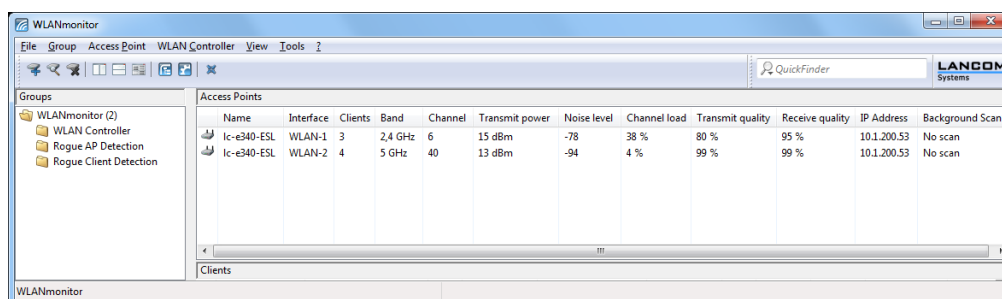 WLANmonitor
File Group Access Point WLAN Controller View Tools ?
QuickFinder
LANCOM
Systems
Groups
WLANmonitor (2)
WLAN Controller
Rogue AP Detection
Rogue Client Detection
Access Points
Name Interface Clients Band Channel Transmit power Noise level Channel load Transmit quality Receive quality IP Address Background Scan
lc-e340-ESL WLAN-1 3 2,4 GHz 6 15 dBm -78 38 % 80 % 95 % 10.1.200.53 No scan
lc-e340-ESL WLAN-2 4 5 GHz 40 13 dBm -94 4 % 99 % 99 % 10.1.200.53 No scan
Clients
WLANmonitor